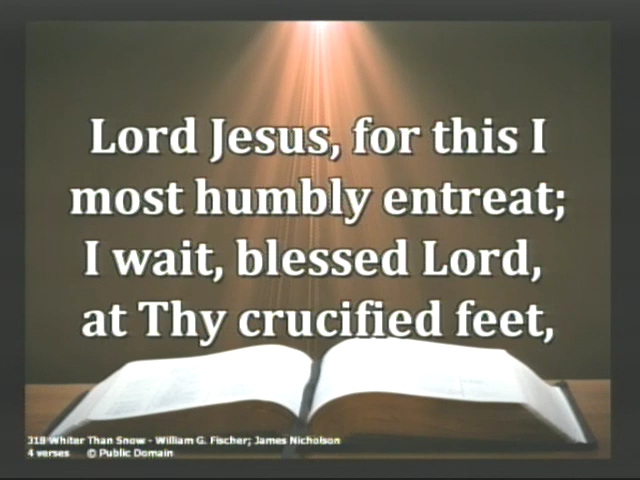 Lord Jesus, for this I
most humbly entreat;
I wait, blessed Lord,
at Thy crucified feet,
318 Whiter Than Snow - William G. Fischer; James Nicholson
4 verses © Public Domain